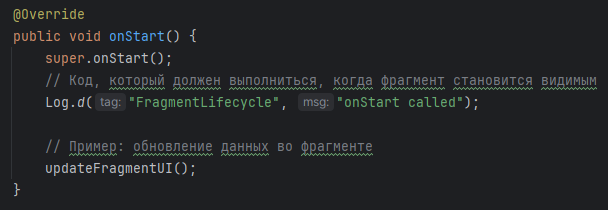 @Override
public void onStart() {
super.onStart();
// Код, который должен выполниться, когда фрагмент становится видимым
Log.d( tag: "FragmentLifecycle", msg: "onStart called");
// Пример: обновление данных во фрагменте
updateFragmentUI();
}